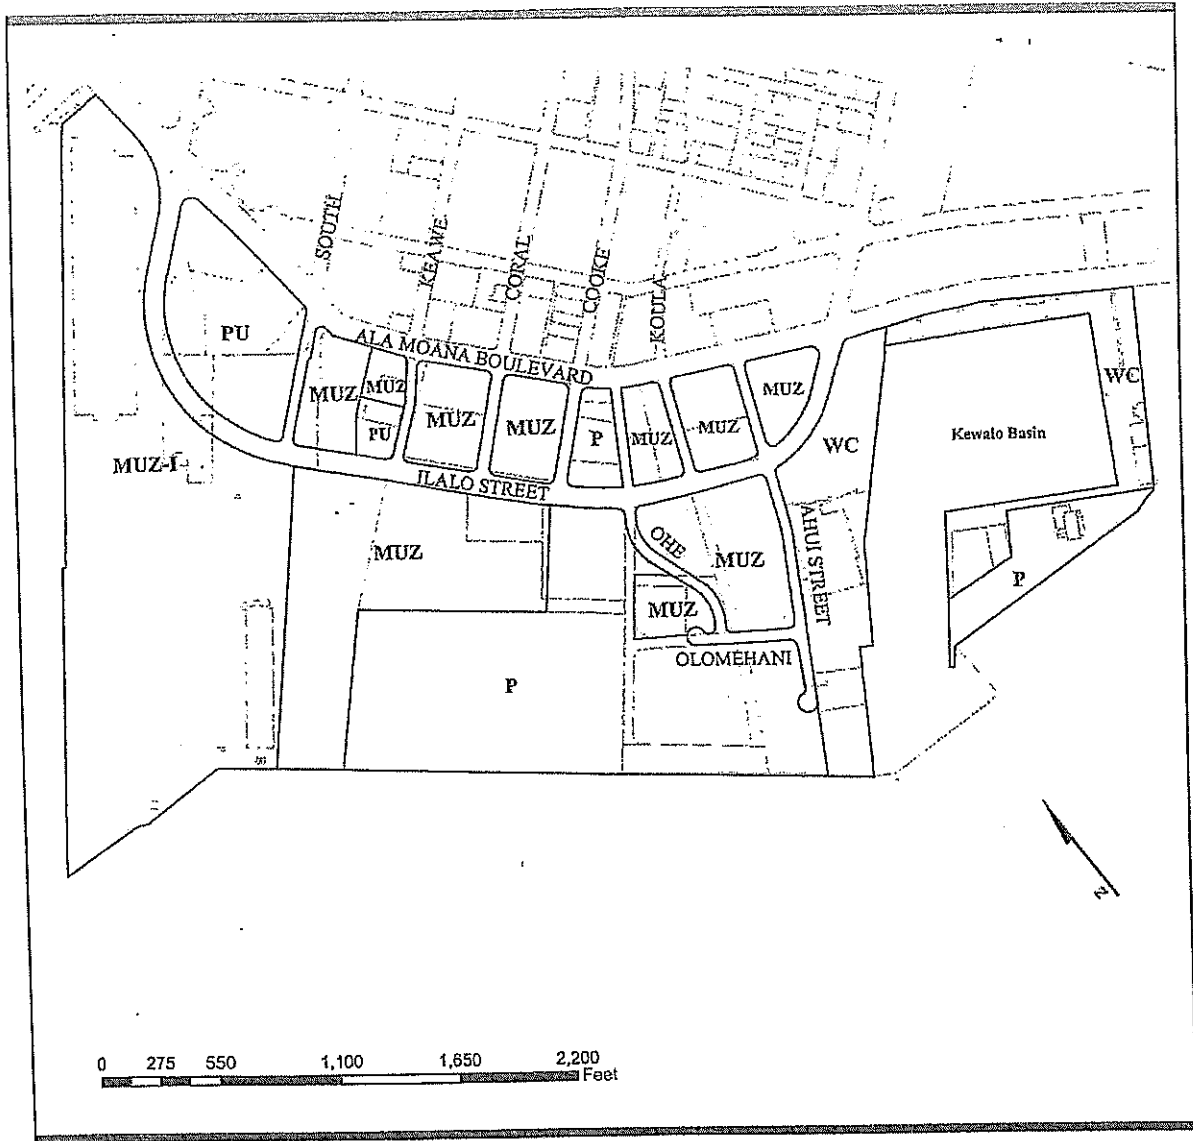 SOUTH
KEAWE
CORAL
COOKE
KOULA
ALA MOANA BOULEVARD
PU
MUZ
MUZ
PU
MUZ
MUZ
P
MUZ
MUZ
MUZ
WC
WC
Kewalo Basin
MUZ-I
ILALO STREET
MUZ
OHE
MUZ
AHUI STREET
MUZ
P
OLOMEHANI
P
N
0 275 550 1,100 1,650 2,200
Feet